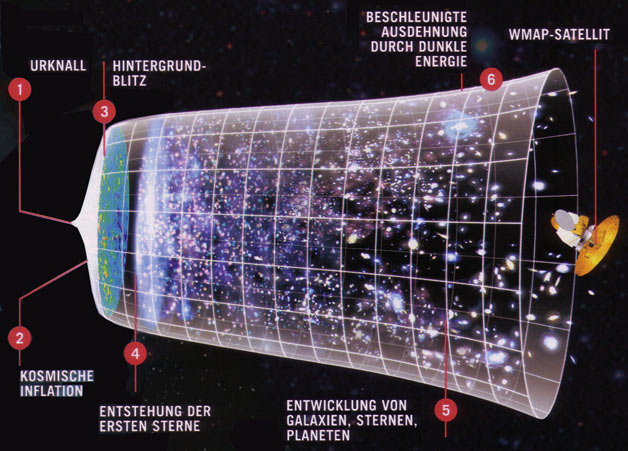 URKNALL
1
HINTERGRUND-
BLITZ
3
BESCHLEUNIGTE
AUSDEHNUNG
DURCH DUNKLE
ENERGIE
6
WMAP-SATELLIT
2
KOSMISCHE
INFLATION
4
ENTSTEHUNG DER
ERSTEN STERNE
ENTWICKLUNG VON
GALAXIEN, STERNEN,
PLANETEN
5